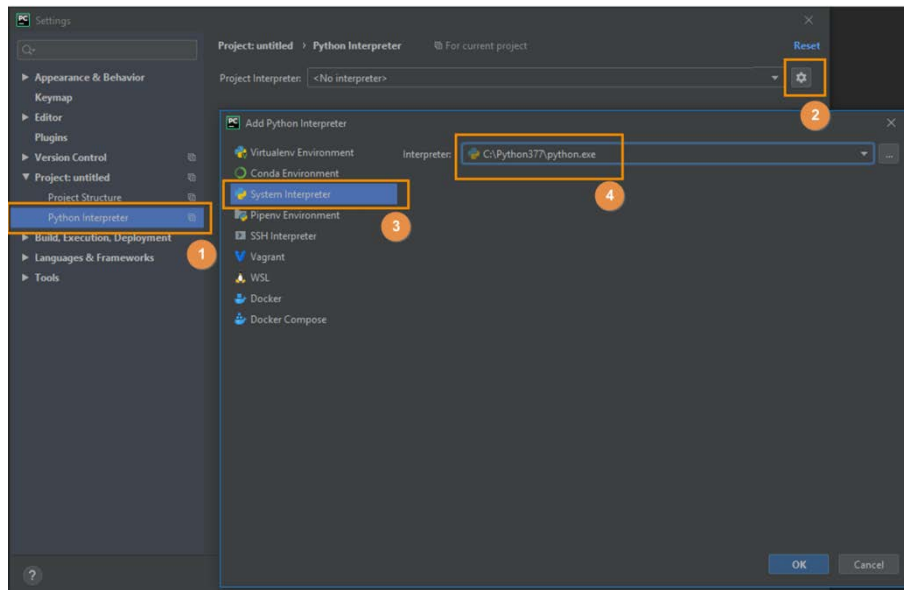 Settings
Project: untitled › Python Interpreter
For current project
Reset
Project Interpreter: <No interpreter>
Appearance & Behavior
Keymap
Editor
Plugins
Version Control
Project: untitled
Project Structure
Python Interpreter
Build, Execution, Deployment
Languages & Frameworks
Tools
1
2
Add Python Interpreter
Virtualenv Environment
Conda Environment
System Interpreter
Pipenv Environment
SSH Interpreter
Vagrant
WSL
Docker
Docker Compose
3
Interpreter: C:\Python377\python.exe
...
4
?
OK
Cancel